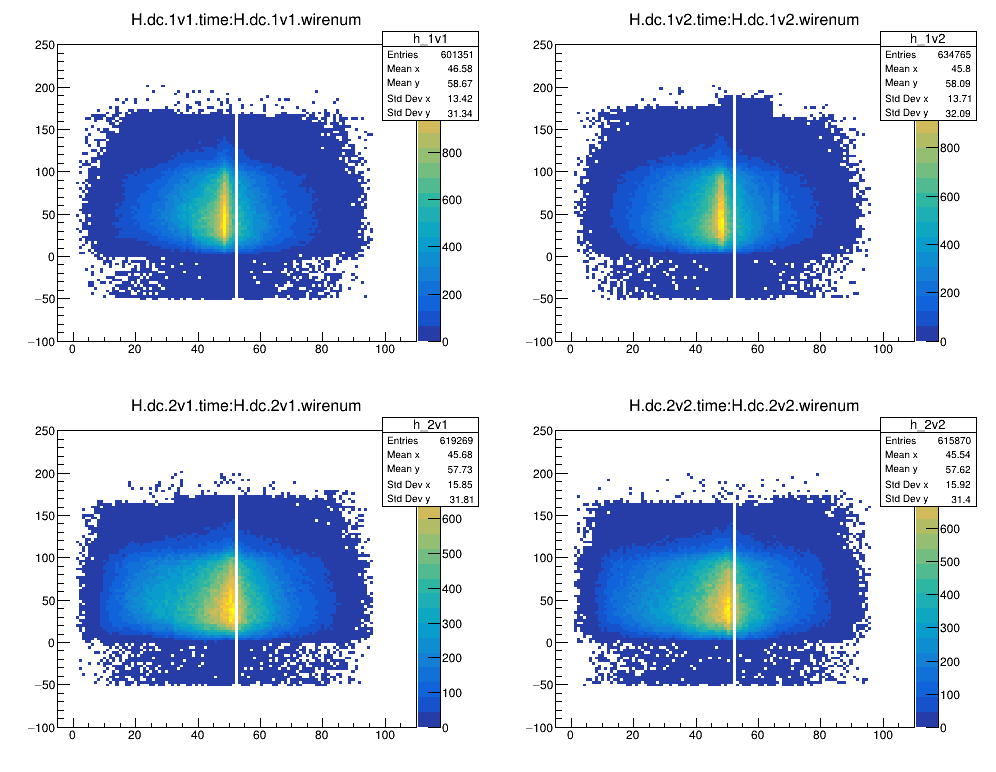 H.dc.1v1.time:H.dc.1v1.wirenum
h_1v1
Entries 601351
Mean x 46.58
Mean y 58.67
Std Dev x 13.42
Std Dev y 31.34
250
200
150
100
50
0
−50
−100
0 20 40 60 80 100
800
600
400
200
0
H.dc.1v2.time:H.dc.1v2.wirenum
h_1v2
Entries 634765
Mean x 45.8
Mean y 58.09
Std Dev x 13.71
Std Dev y 32.09
250
200
150
100
50
0
−50
−100
0 20 40 60 80 100
800
600
400
200
0
H.dc.2v1.time:H.dc.2v1.wirenum
h_2v1
Entries 619269
Mean x 45.68
Mean y 57.73
Std Dev x 15.85
Std Dev y 31.81
250
200
150
100
50
0
−50
−100
0 20 40 60 80 100
600
500
400
300
200
100
0
H.dc.2v2.time:H.dc.2v2.wirenum
h_2v2
Entries 615870
Mean x 45.54
Mean y 57.62
Std Dev x 15.92
Std Dev y 31.4
250
200
150
100
50
0
−50
−100
0 20 40 60 80 100
600
500
400
300
200
100
0